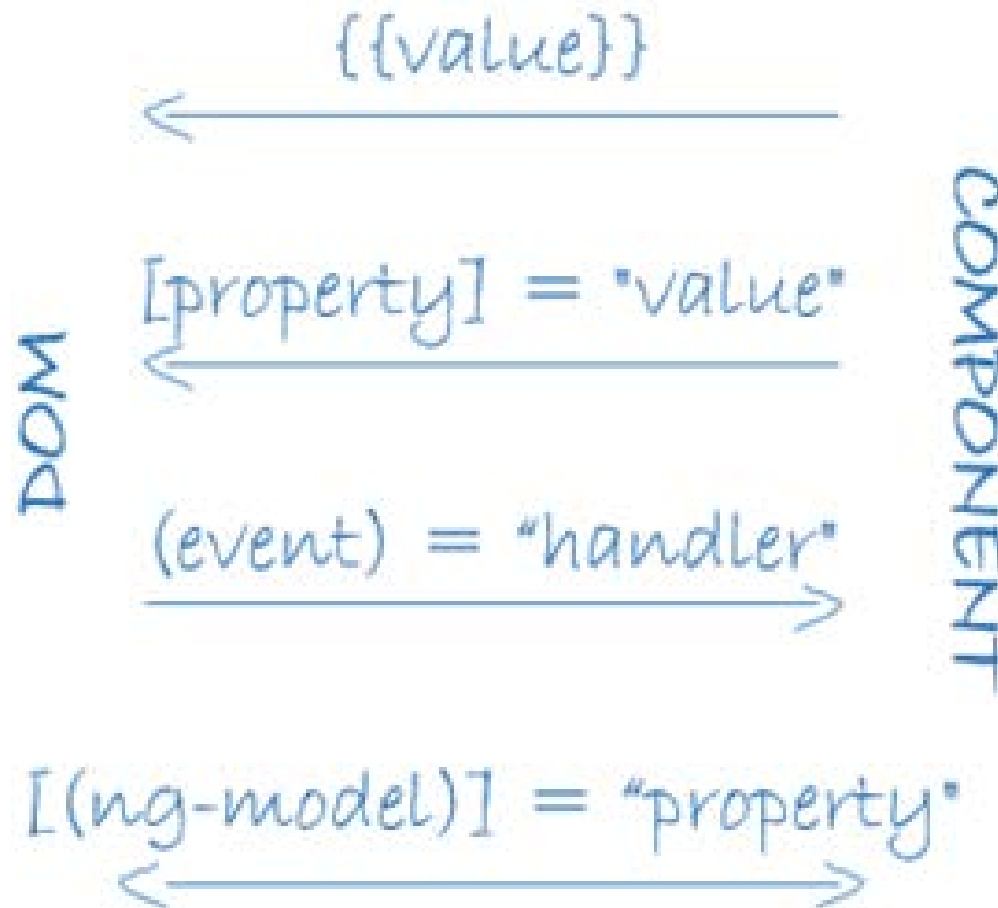 {{value}}
[property] = "value"
DOM
COMPONENT
(event) = "handler"
[(ng-model)] = "property"